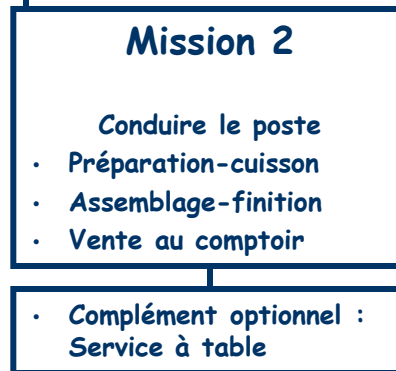 Mission 2
Conduire le poste
• Préparation-cuisson
• Assemblage-finition
• Vente au comptoir
• Complément optionnel :
Service à table